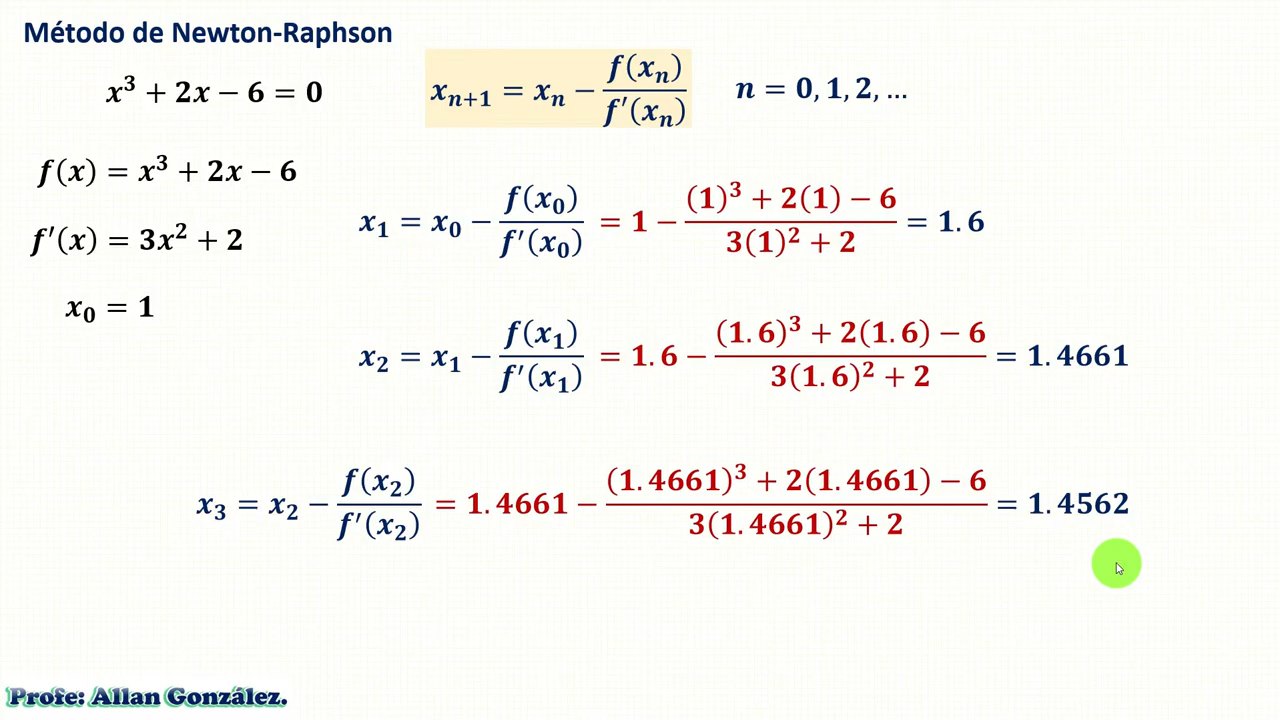 Método de Newton-Raphson
x³ + 2x − 6 = 0
xₙ₊₁ = xₙ − f(xₙ)/f′(xₙ)
n = 0, 1, 2, ...
f(x) = x³ + 2x − 6
f′(x) = 3x² + 2
x₀ = 1
x₁ = x₀ − f(x₀)/f′(x₀) = 1 − ((1)³ + 2(1) − 6)/(3(1)² + 2) = 1.6
x₂ = x₁ − f(x₁)/f′(x₁) = 1.6 − ((1.6)³ + 2(1.6) − 6)/(3(1.6)² + 2) = 1.4661
x₃ = x₂ − f(x₂)/f′(x₂) = 1.4661 − ((1.4661)³ + 2(1.4661) − 6)/(3(1.4661)² + 2) = 1.4562
Profe: Allan González.